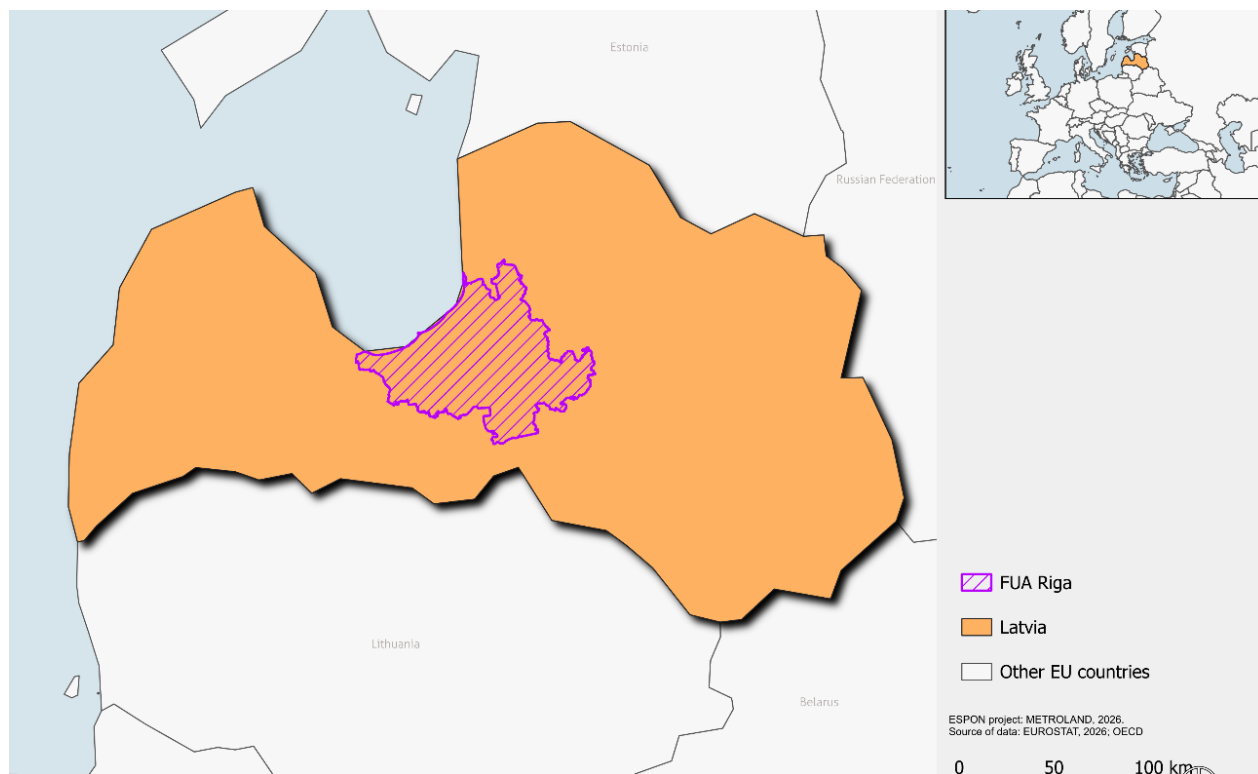 Estonia
Russian Federation
Lithuania
Belarus
FUA Riga
Latvia
Other EU countries
ESPON project: METROLAND, 2026.
Source of data: EUROSTAT, 2026; OECD
0 50 100 km